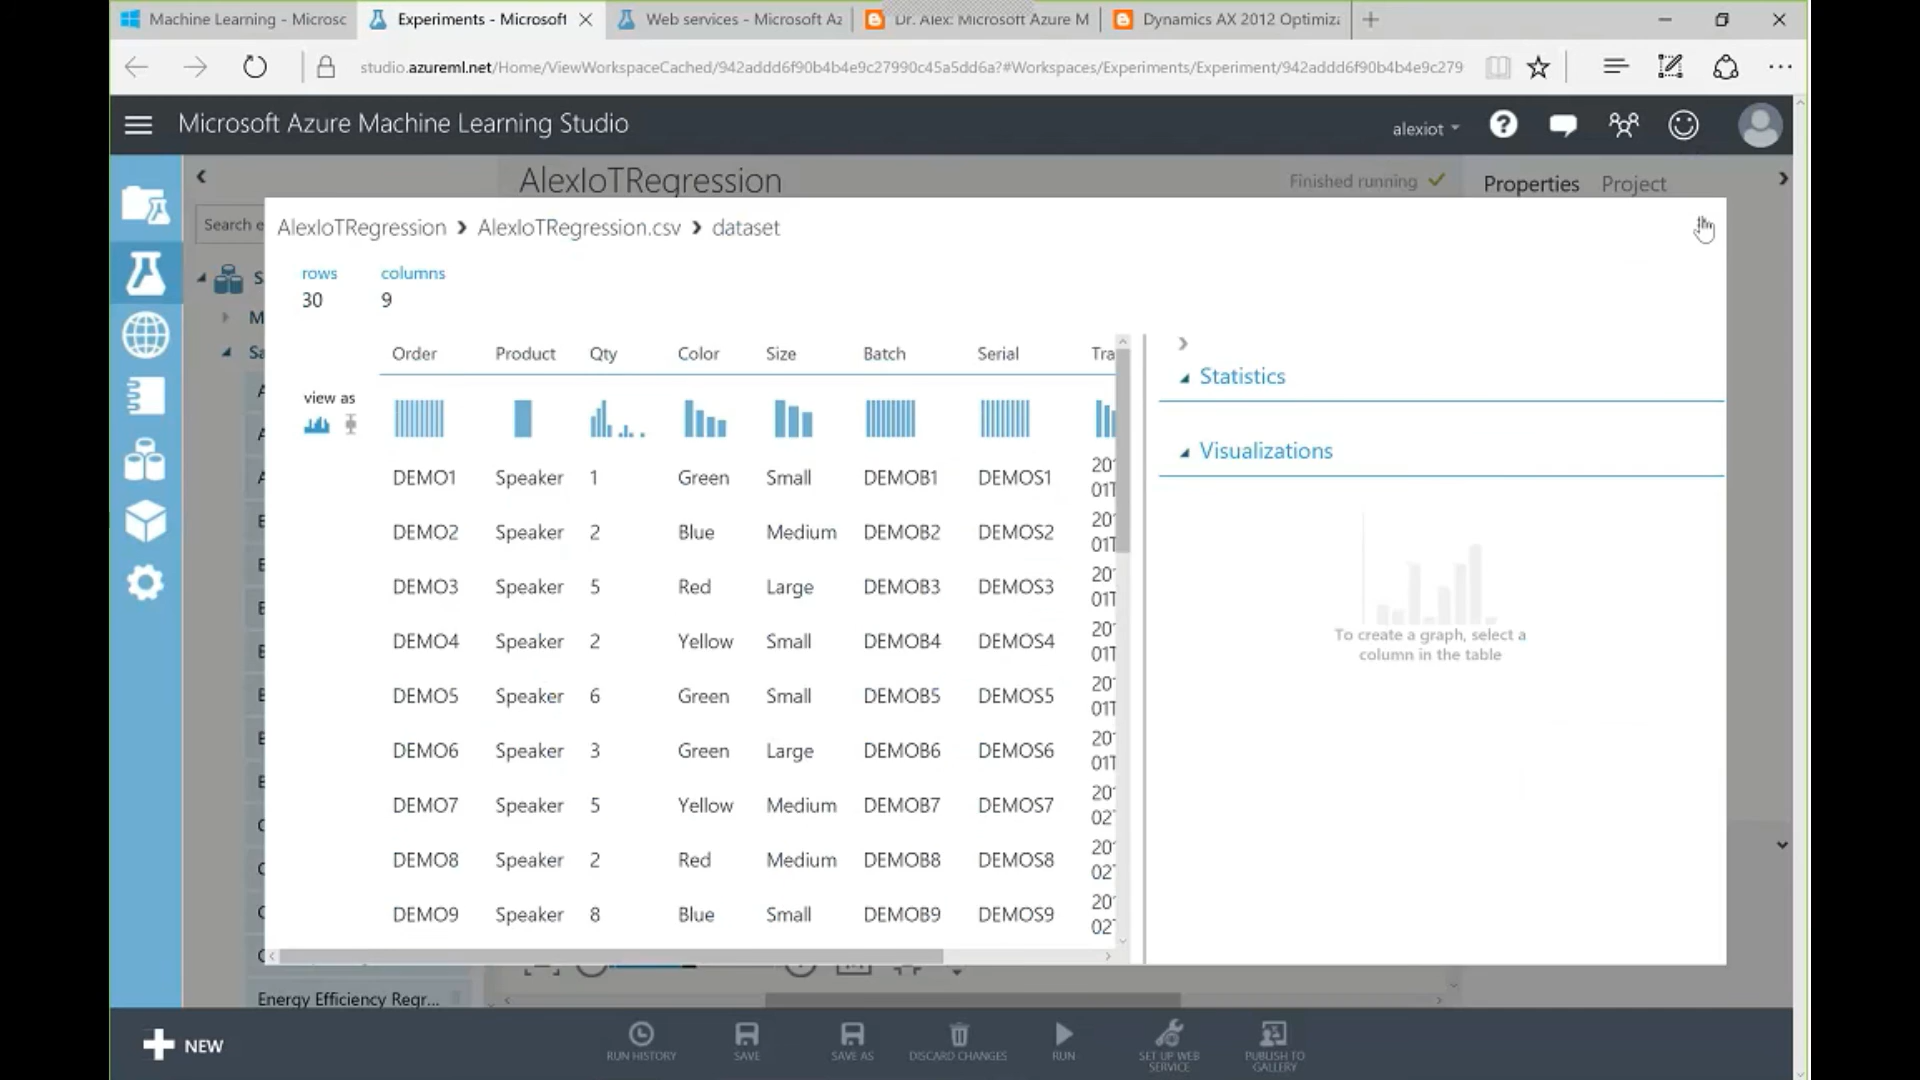 Machine Learning - Microsc
Experiments - Microsoft
Web services - Microsoft Az
Dr. Alex: Microsoft Azure M
Dynamics AX 2012 Optimiz
studio.azureml.net/Home/ViewWorkspaceCached/942addd6f90b4b4e9c27990c45a5dd6a?#Workspaces/Experiments/Experiment/942addd6f90b4b4e9c279
Microsoft Azure Machine Learning Studio
alexiot
AlexIoTRegression
Finished running
Properties
Project
Search e
AlexIoTRegression > AlexIoTRegression.csv > dataset
rows columns
30 9
Order Product Qty Color Size Batch Serial Tra
view as
DEMO1 Speaker 1 Green Small DEMOB1 DEMOS1
DEMO2 Speaker 2 Blue Medium DEMOB2 DEMOS2
DEMO3 Speaker 5 Red Large DEMOB3 DEMOS3
DEMO4 Speaker 2 Yellow Small DEMOB4 DEMOS4
DEMO5 Speaker 6 Green Small DEMOB5 DEMOS5
DEMO6 Speaker 3 Green Large DEMOB6 DEMOS6
DEMO7 Speaker 5 Yellow Medium DEMOB7 DEMOS7
DEMO8 Speaker 2 Red Medium DEMOB8 DEMOS8
DEMO9 Speaker 8 Blue Small DEMOB9 DEMOS9
Statistics
Visualizations
To create a graph, select a
column in the table
Energy Efficiency Regr...
NEW
RUN HISTORY
SAVE
SAVE AS
DISCARD CHANGES
RUN
SET UP WEB
SERVICE
PUBLISH TO
GALLERY